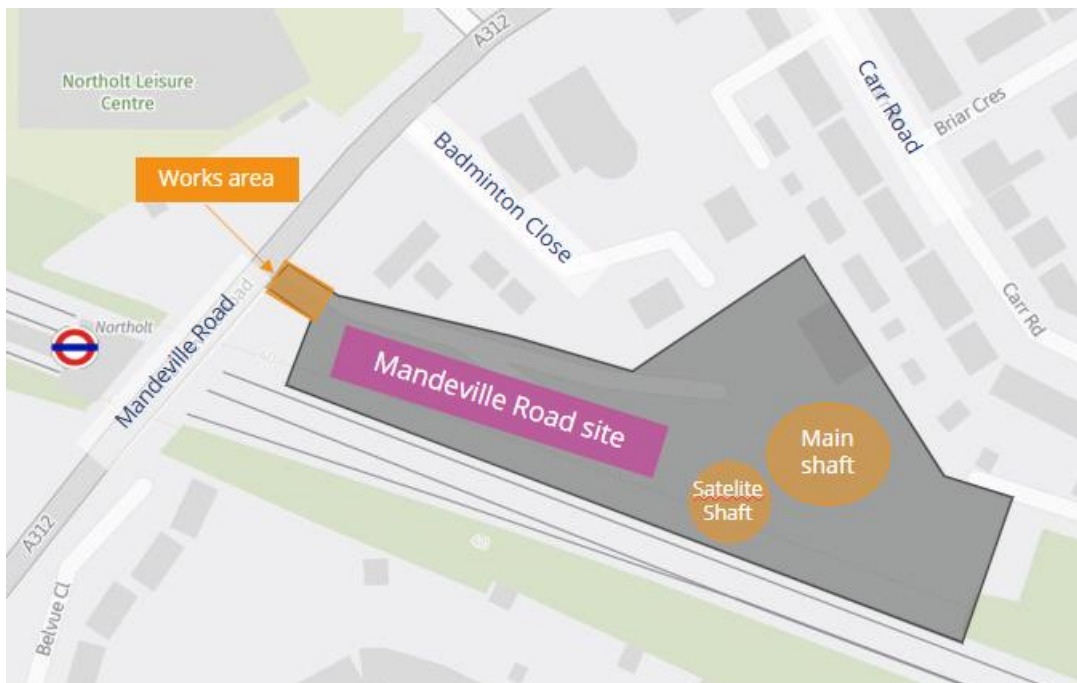 A312
Northolt Leisure
Centre
Carr Road
Briar Cres
Badminton Close
Works area
Carr Rd
Northolt
Mandeville Road
Mandeville Road site
Main
shaft
Satelite
Shaft
A312
Belvue Cl